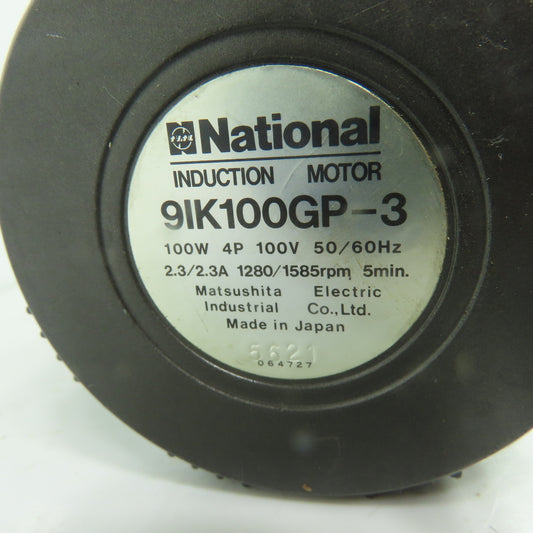 National
INDUCTION MOTOR
9IK100GP-3
100W 4P 100V 50/60Hz
2.3/2.3A 1280/1585rpm 5min.
Matsushita Electric
Industrial Co.,Ltd.
Made in Japan
5621
064727